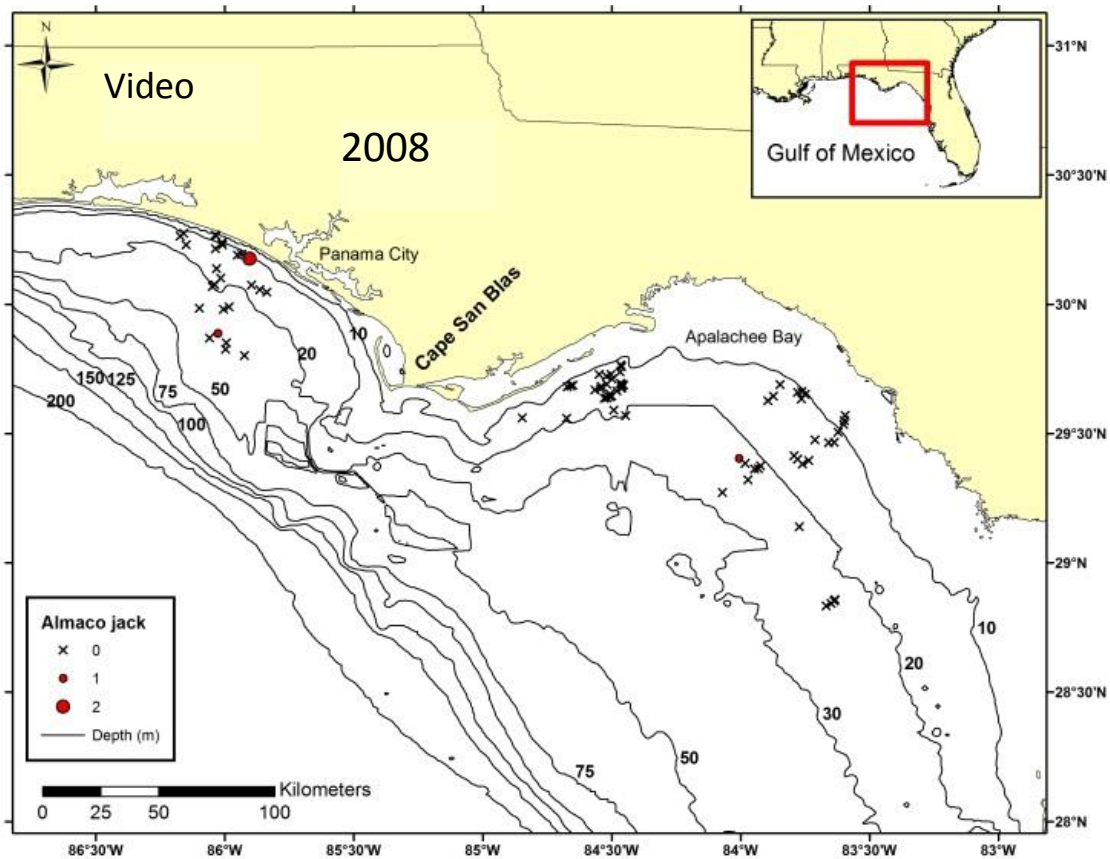 N
Video
2008
Gulf of Mexico
31°N
30°30'N
30°N
29°30'N
29°N
28°30'N
28°N
Panama City
Cape San Blas
Apalachee Bay
10
20
50
75
100
125
150
200
10
20
30
50
75
Almaco jack
0
1
2
Depth (m)
Kilometers
0 25 50 100
86°30'W 86°W 85°30'W 85°W 84°30'W 84°W 83°30'W 83°W